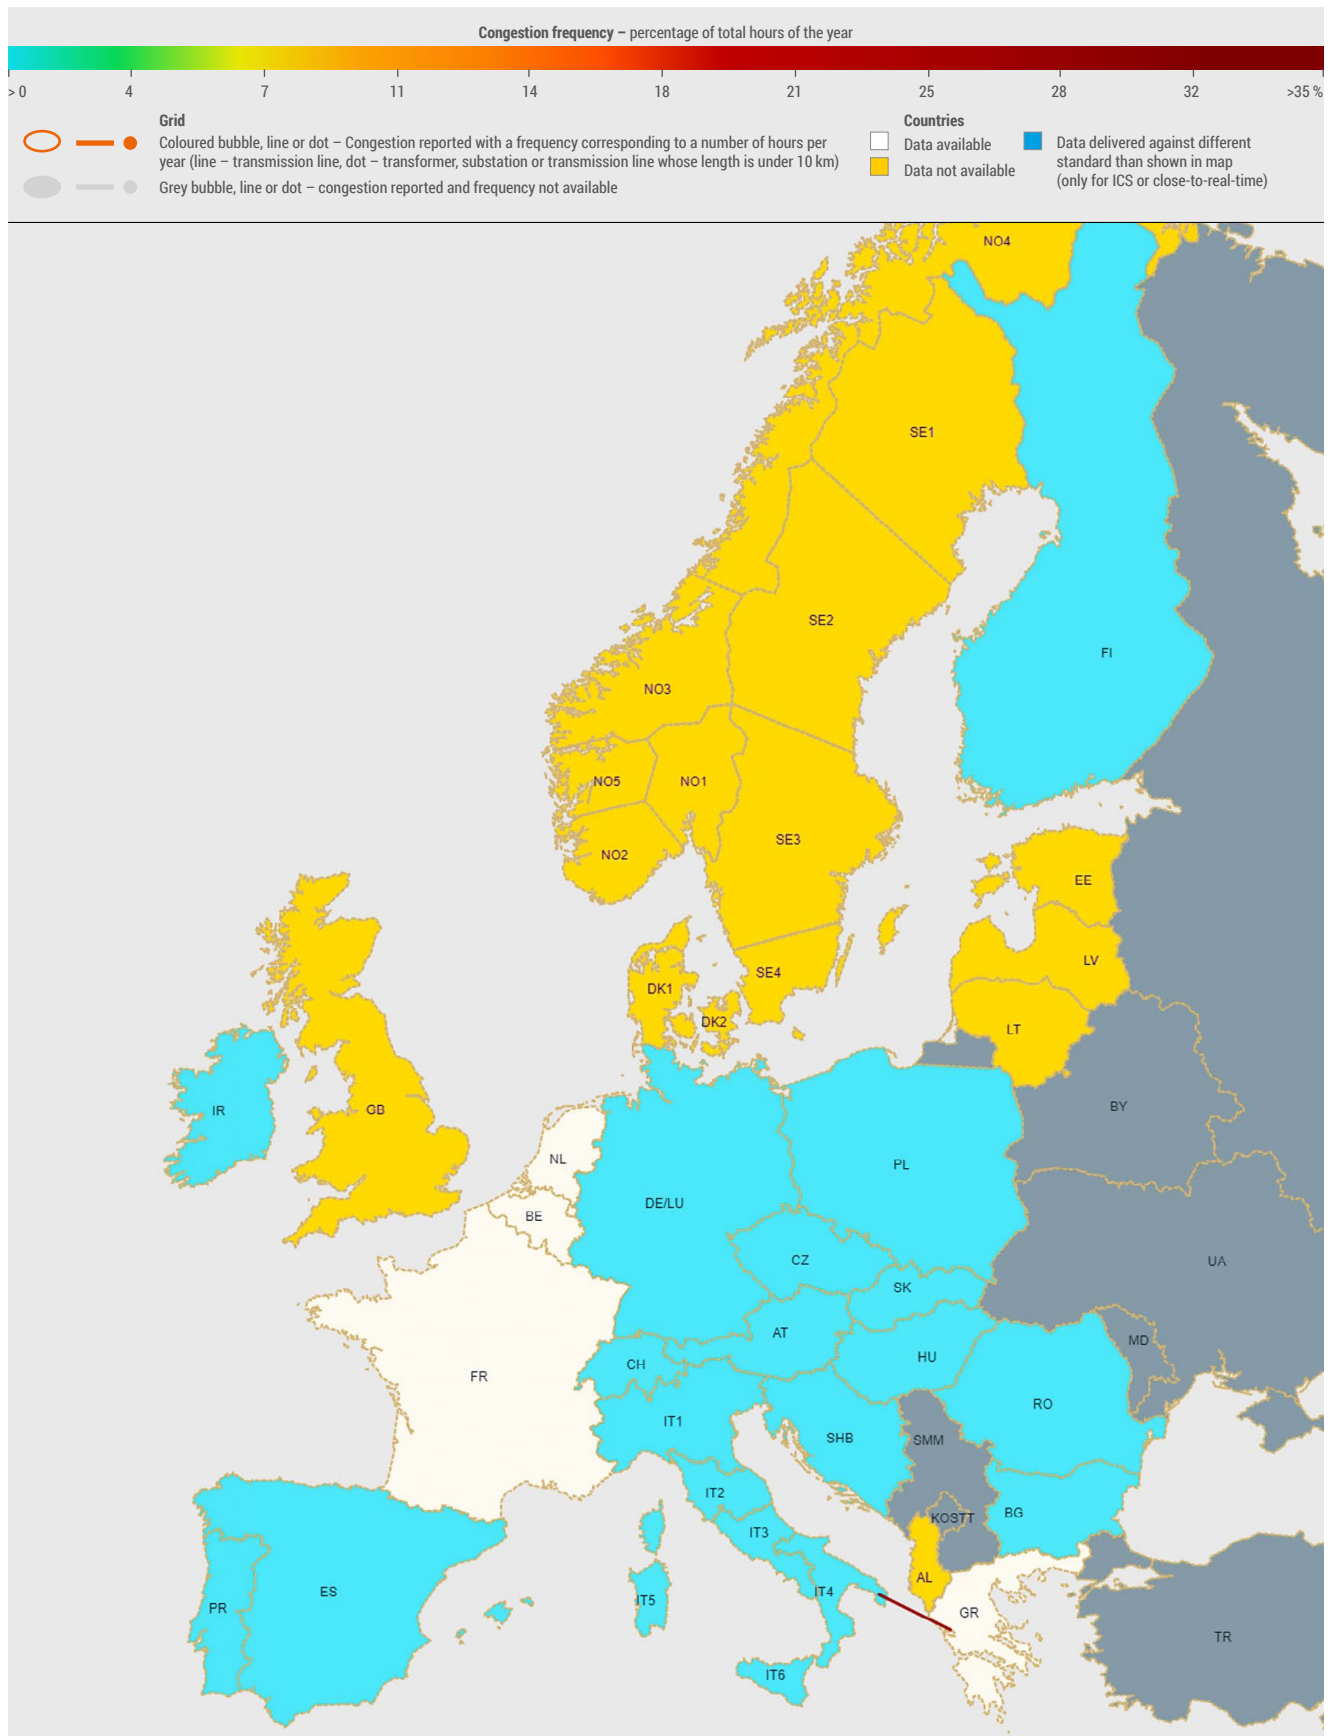 Congestion frequency – percentage of total hours of the year
> 0 4 7 11 14 18 21 25 28 32 >35 %
Grid
Coloured bubble, line or dot – Congestion reported with a frequency corresponding to a number of hours per
year (line – transmission line, dot – transformer, substation or transmission line whose length is under 10 km)
Grey bubble, line or dot – congestion reported and frequency not available
Countries
Data available
Data not available
Data delivered against different
standard than shown in map
(only for ICS or close-to-real-time)
NO4
SE1
SE2
FI
NO3
NO5
NO1
SE3
NO2
EE
LV
SE4
DK1
DK2
LT
BY
IR
GB
NL
PL
DE/LU
BE
CZ
UA
SK
AT
MD
HU
CH
FR
RO
IT1
SHB
SMM
IT2
BG
KOSTT
IT3
AL
ES
IT4
IT5
PR
GR
TR
IT6